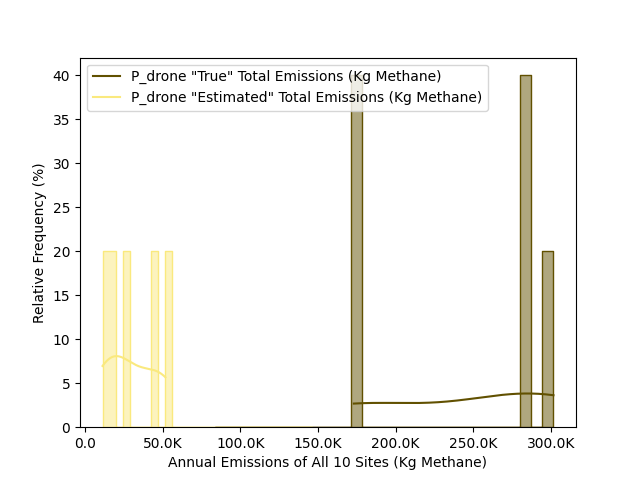 P_drone "True" Total Emissions (Kg Methane)
P_drone "Estimated" Total Emissions (Kg Methane)
40
35
30
25
20
15
10
5
0
Relative Frequency (%)
0.0 50.0K 100.0K 150.0K 200.0K 250.0K 300.0K
Annual Emissions of All 10 Sites (Kg Methane)